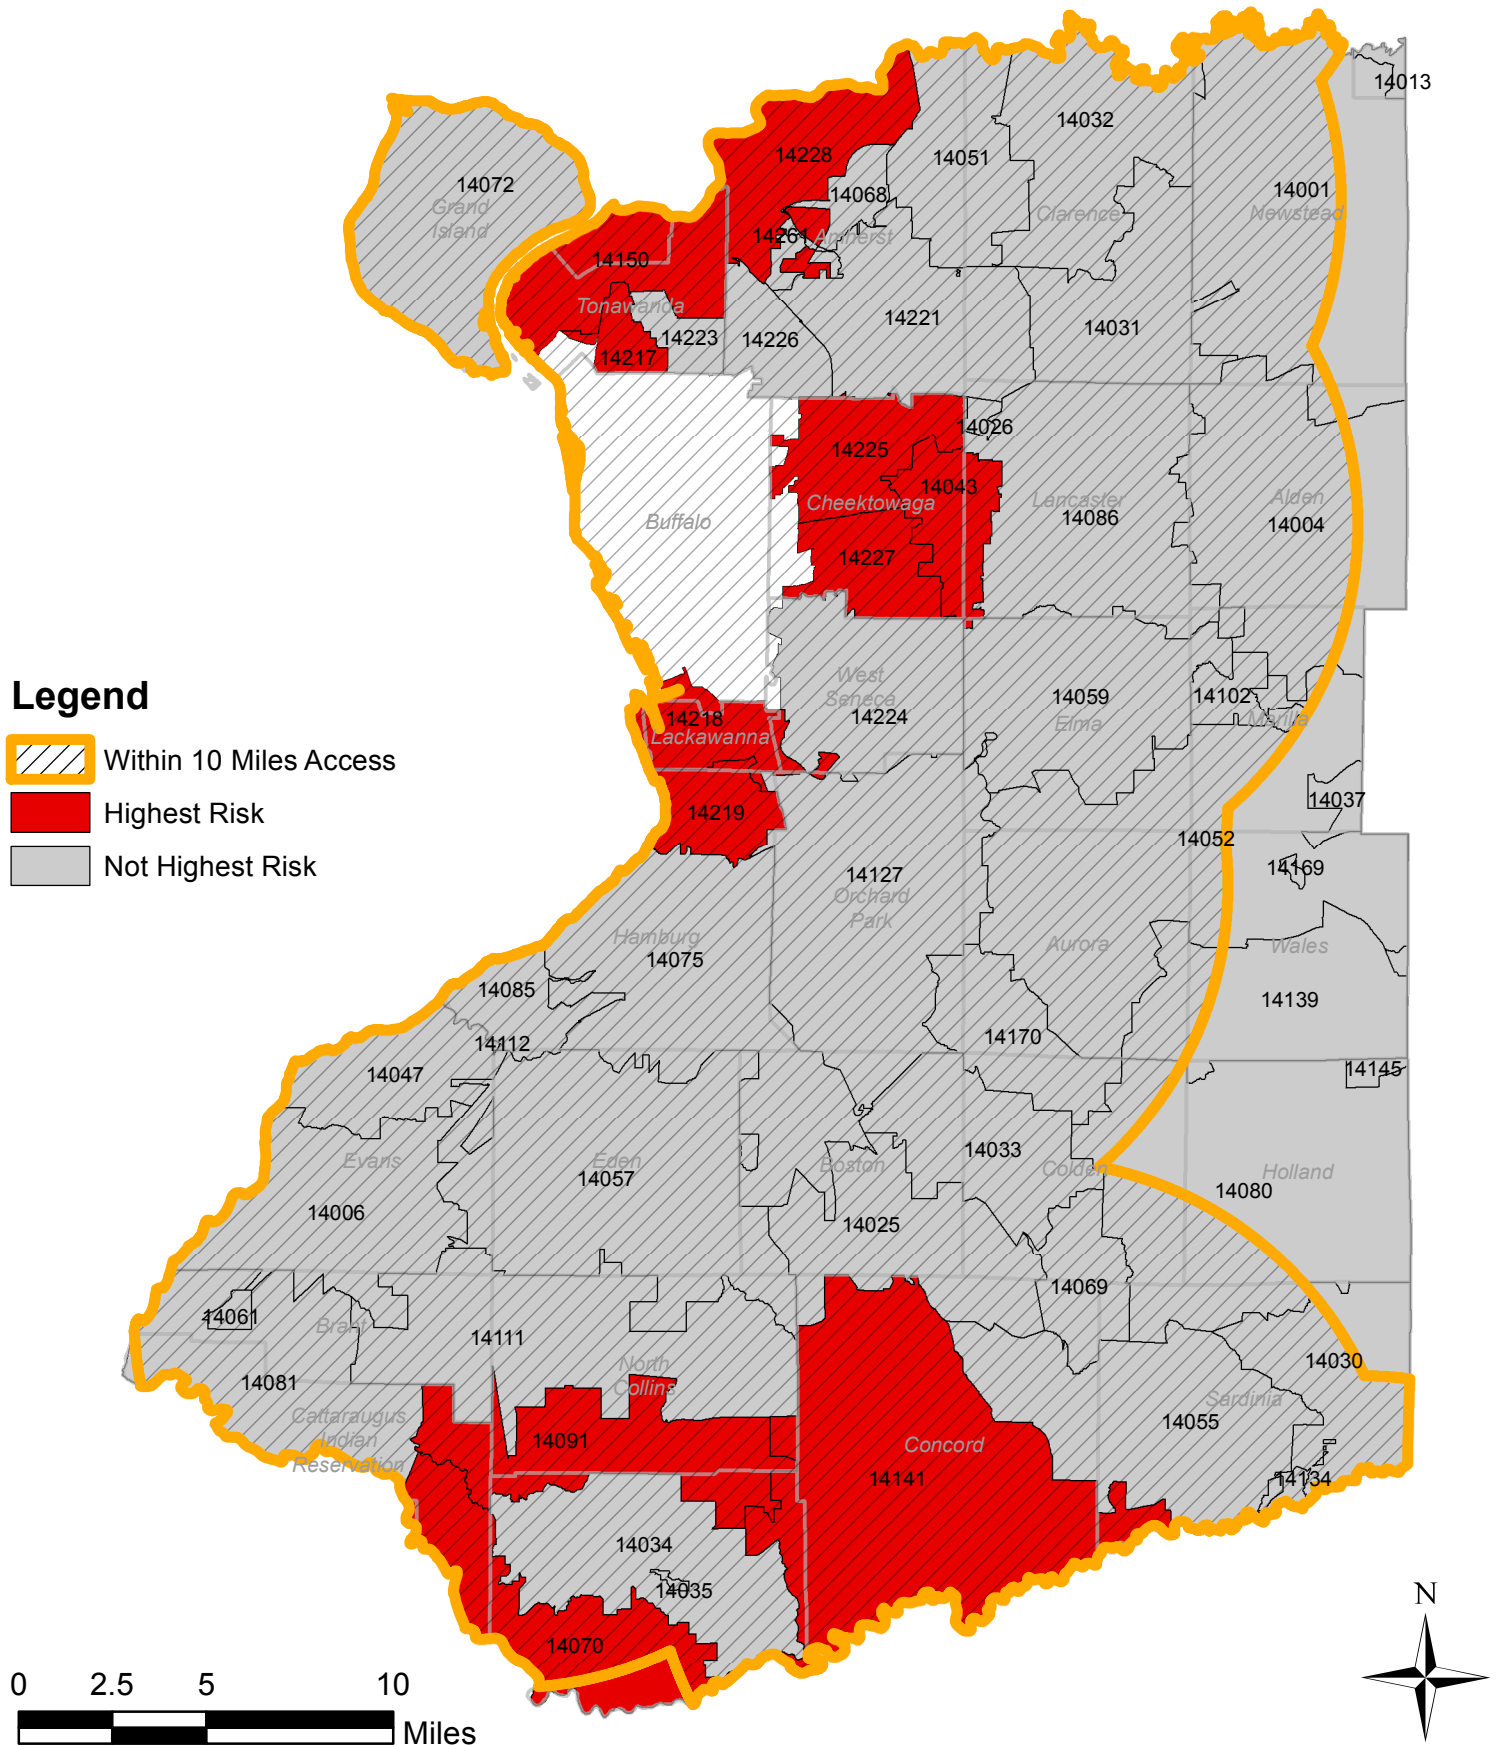 14013
14032
14228
14051
14072
14068
14001
Grand
Island
Clarence
Newstead
14261
Amherst
14150
Tonawanda
14221
14031
14223
14226
14217
14026
14225
14043
Cheektowaga
Lancaster
14086
Alden
14004
Buffalo
14227
West
Seneca
14224
14059
Elma
14102
Marilla
Legend
14218
Lackawanna
Within 10 Miles Access
Highest Risk
Not Highest Risk
14219
14037
14052
14169
14127
Orchard
Park
Hamburg
14075
Aurora
Wales
14085
14139
14112
14170
14047
14145
14033
Evans
Eden
14057
Boston
Colden
Holland
14080
14006
14025
14069
14061
Brant
14111
14030
North
Collins
14081
Sardinia
14055
Cattaraugus
Indian
Reservation
14091
Concord
14141
14134
14034
14035
14070
N
0 2.5 5 10
Miles